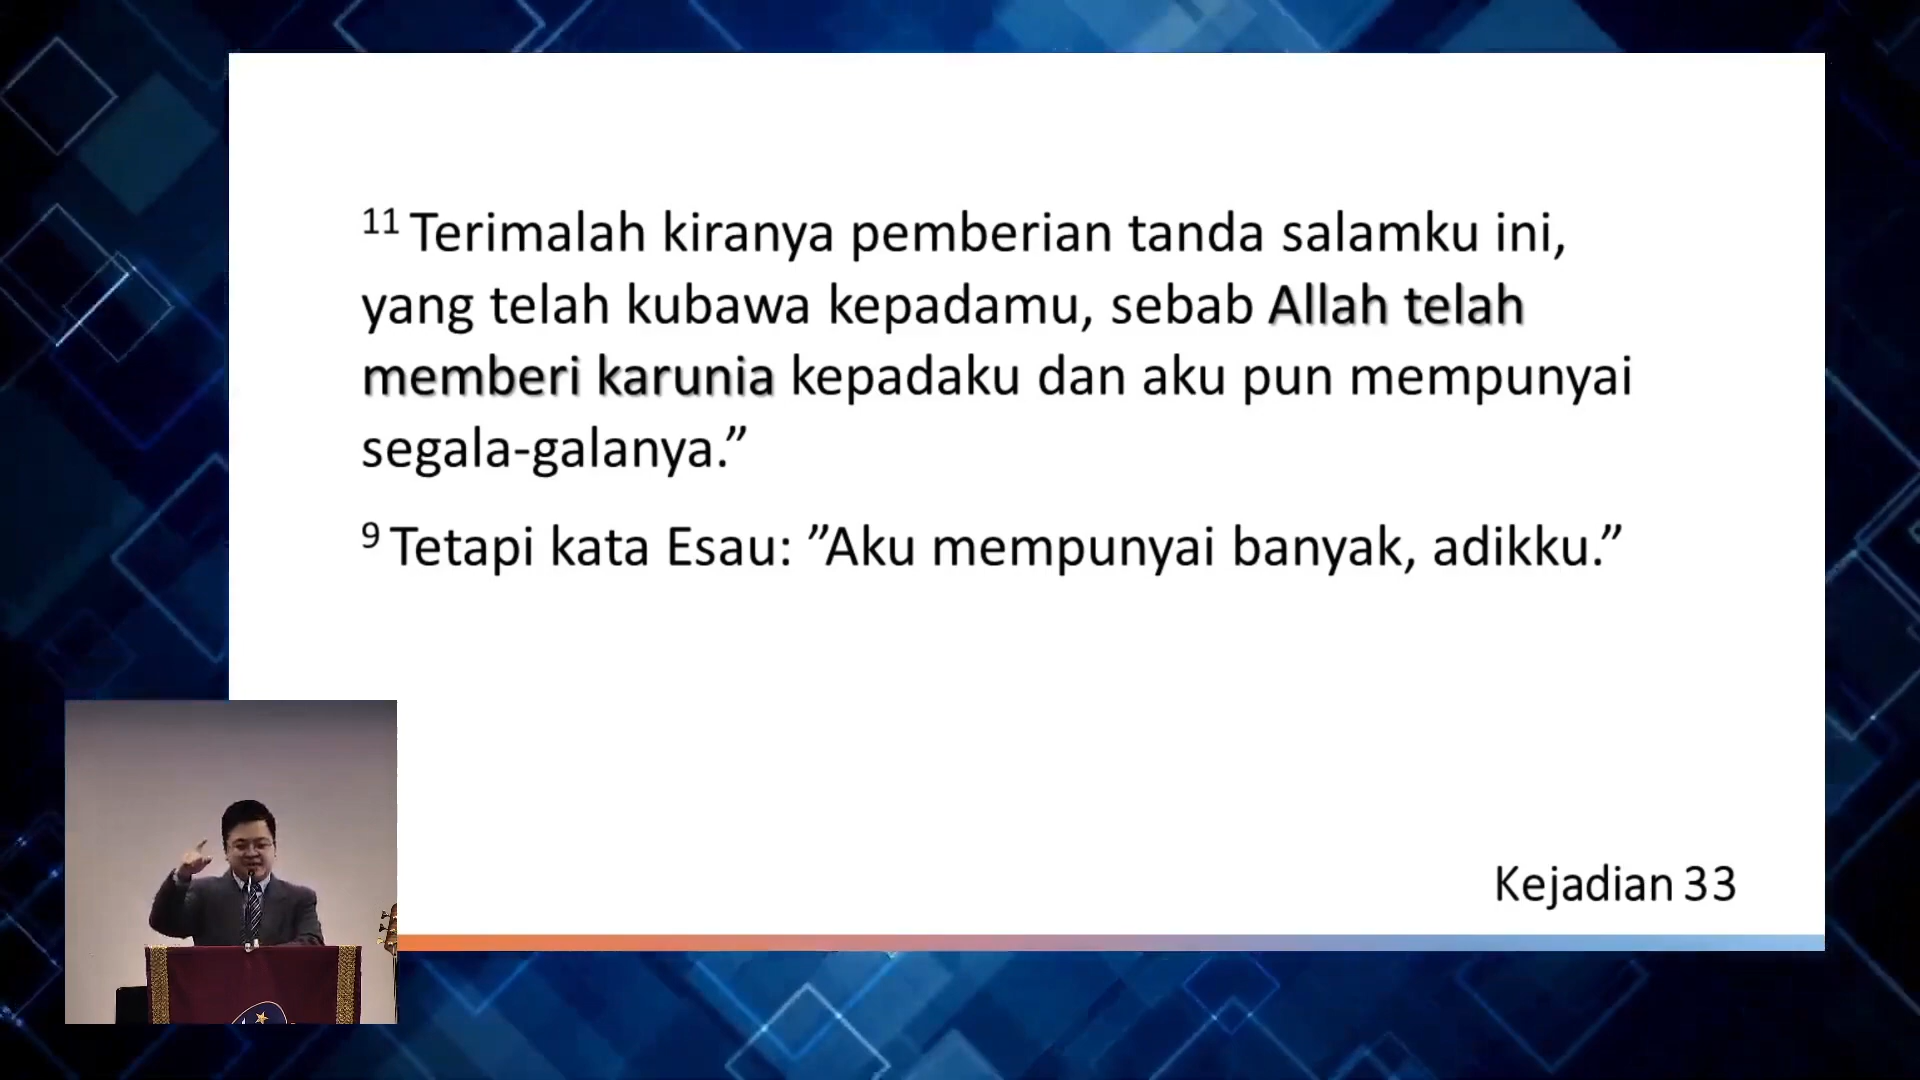 11 Terimalah kiranya pemberian tanda salamku ini,
yang telah kubawa kepadamu, sebab Allah telah
memberi karunia kepadaku dan aku pun mempunyai
segala-galanya.”
9 Tetapi kata Esau: ”Aku mempunyai banyak, adikku.”
Kejadian 33